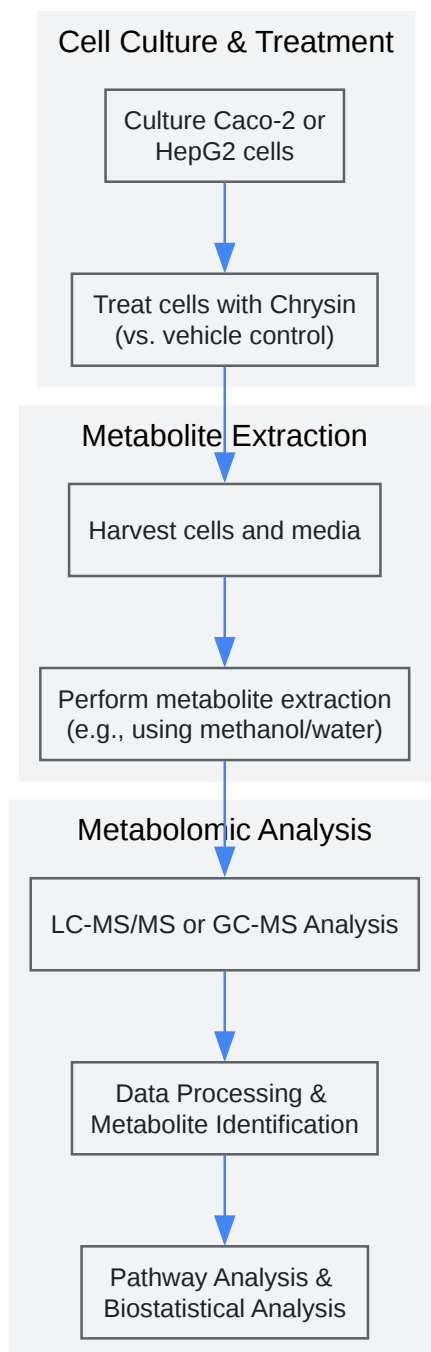 Cell Culture & Treatment
Culture Caco-2 or
HepG2 cells
Treat cells with Chrysin
(vs. vehicle control)
Metabolite Extraction
Harvest cells and media
Perform metabolite extraction
(e.g., using methanol/water)
Metabolomic Analysis
LC-MS/MS or GC-MS Analysis
Data Processing &
Metabolite Identification
Pathway Analysis &
Biostatistical Analysis